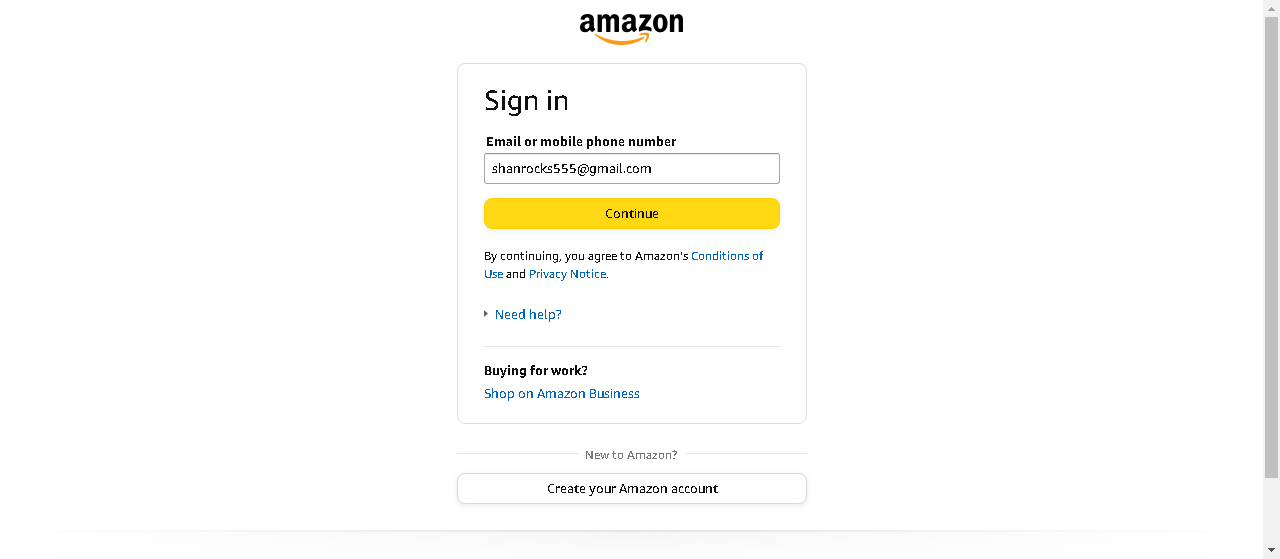 amazon
Sign in
Email or mobile phone number
shanrocks555@gmail.com
Continue
By continuing, you agree to Amazon's Conditions of
Use and Privacy Notice.
Need help?
Buying for work?
Shop on Amazon Business
New to Amazon?
Create your Amazon account